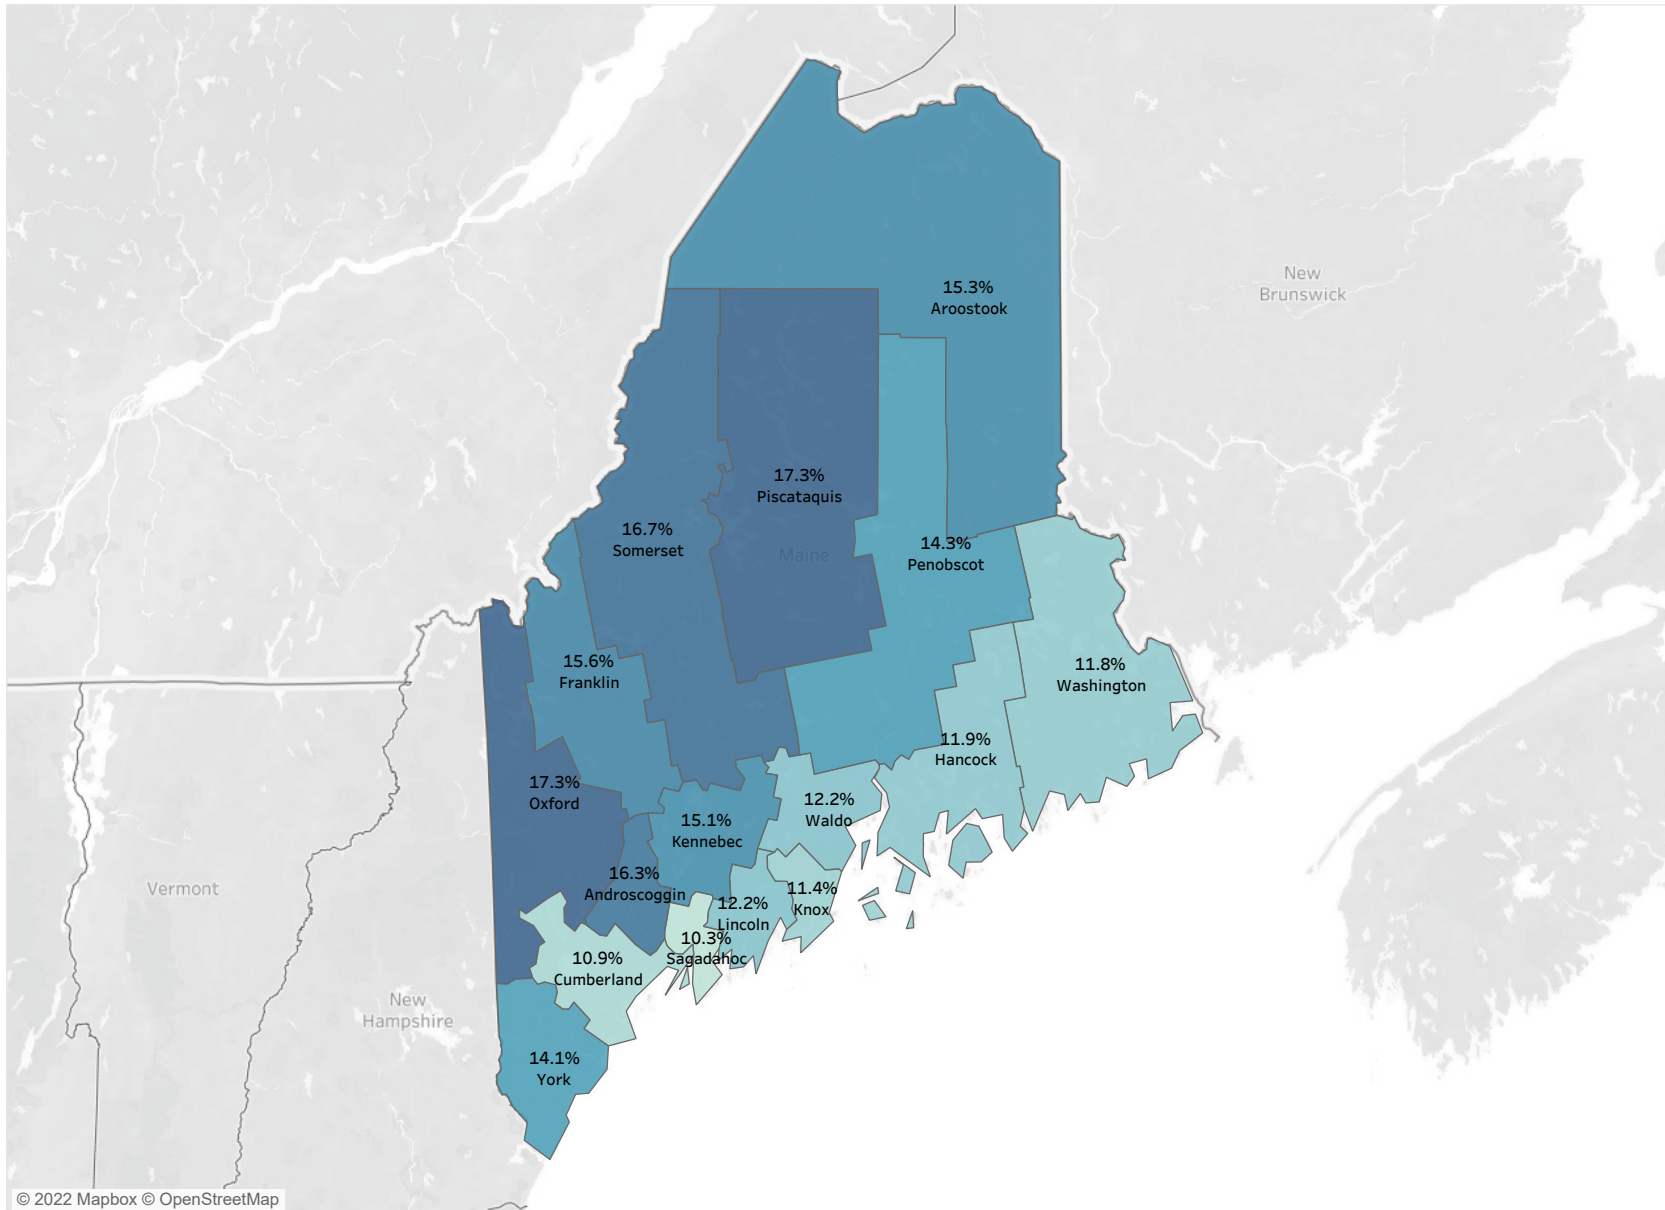 New
Brunswick
15.3%
Aroostook
17.3%
Piscataquis
16.7%
Somerset
Maine
14.3%
Penobscot
15.6%
Franklin
11.8%
Washington
11.9%
Hancock
17.3%
Oxford
12.2%
Waldo
15.1%
Kennebec
16.3%
Androscoggin
11.4%
Knox
12.2%
Lincoln
10.3%
Sagadahoc
10.9%
Cumberland
Vermont
New
Hampshire
14.1%
York
© 2022 Mapbox © OpenStreetMap